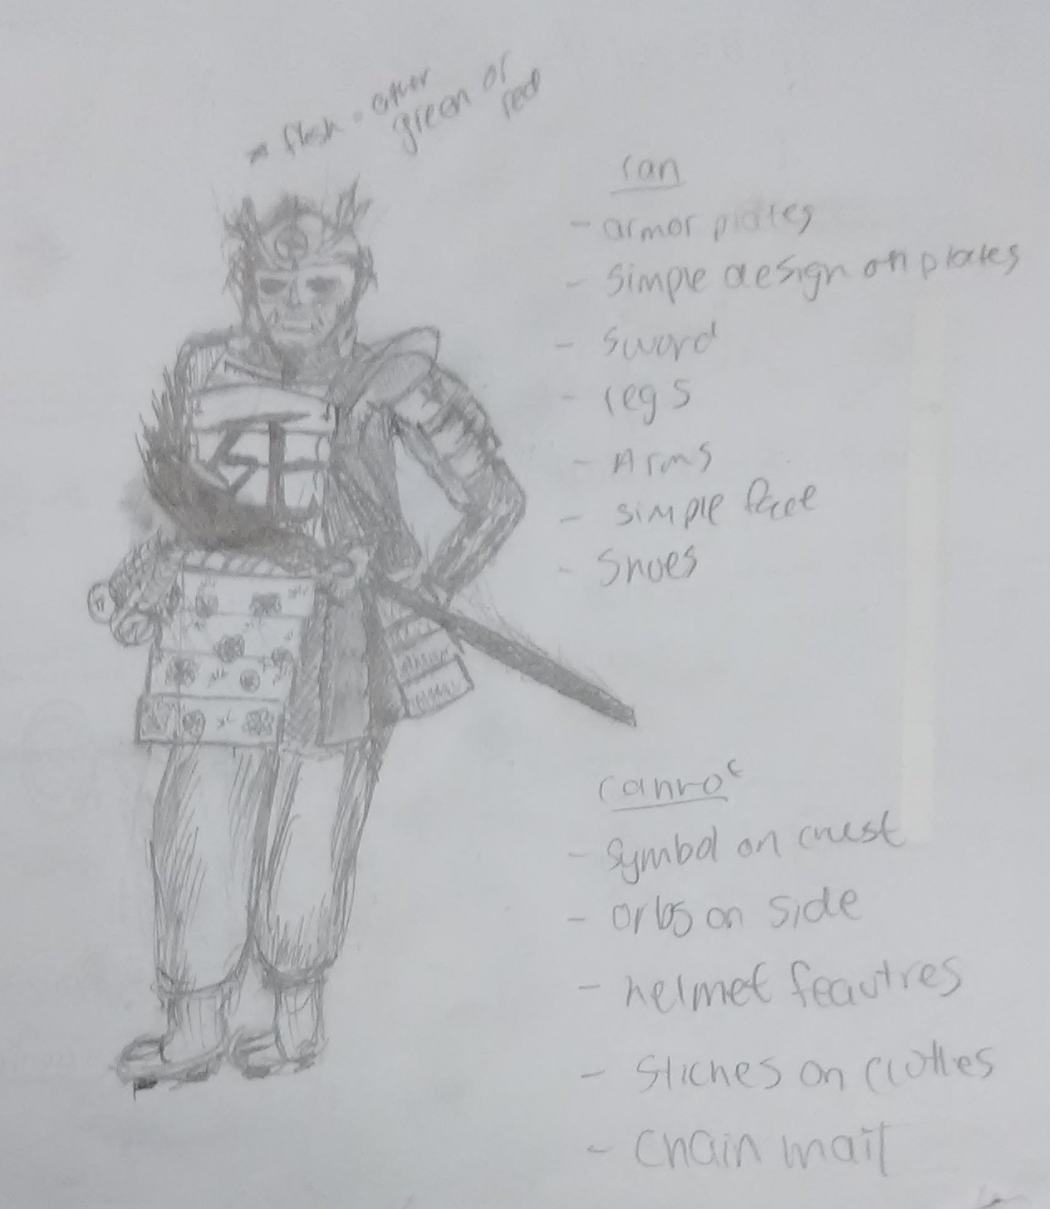 flesh - other
green or
red
can
- armor plates
- Simple design on plates
- Sword
- legs
- Arms
- simple face
- Shoes
cannot
- symbol on chest
- orbs on side
- helmet feautres
- Stiches on clothes
- Chain mail